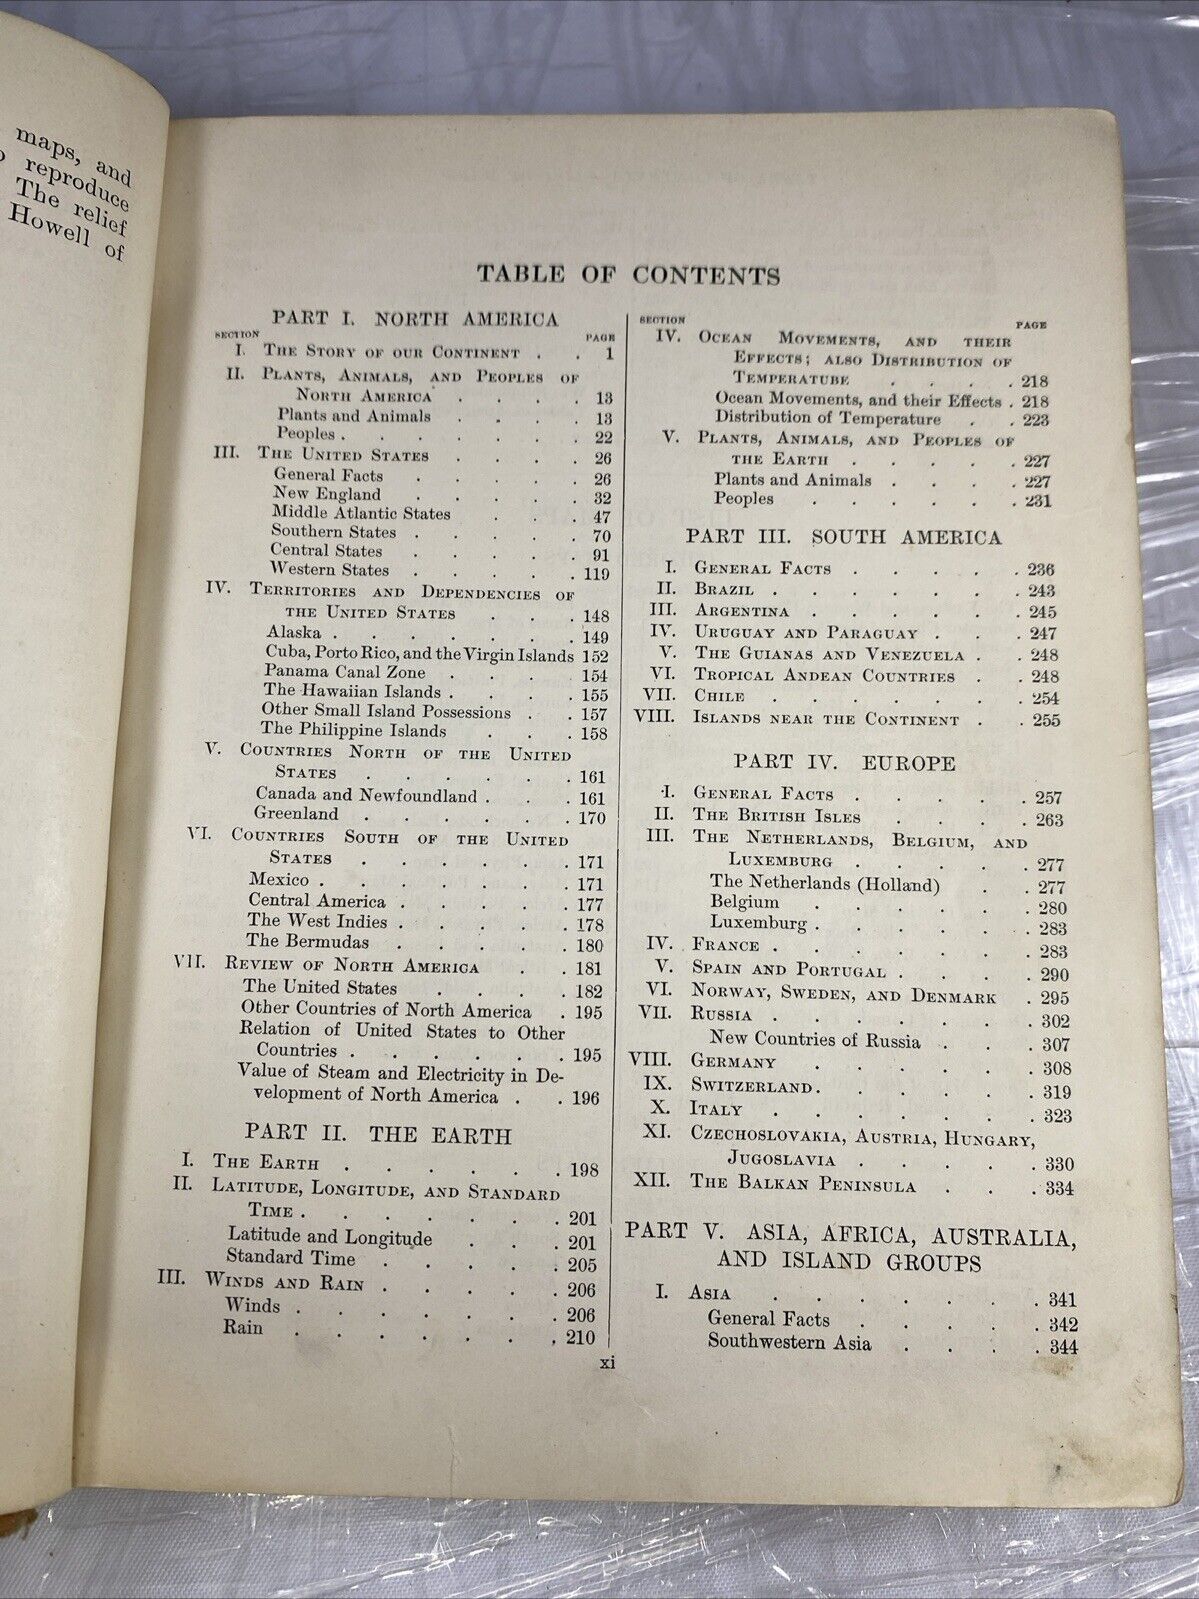 maps, and
reproduce
The relief
Howell of
TABLE OF CONTENTS
PART I. NORTH AMERICA
SECTION PAGE
I. THE STORY OF OUR CONTINENT . . 1
II. PLANTS, ANIMALS, AND PEOPLES OF
NORTH AMERICA . . . . 13
Plants and Animals . . . . 13
Peoples . . . . . . . 22
III. THE UNITED STATES . . . . 26
General Facts . . . . . 26
New England . . . . . 32
Middle Atlantic States . . . 47
Southern States . . . . . 70
Central States . . . . . 91
Western States . . . . . 119
IV. TERRITORIES AND DEPENDENCIES OF
THE UNITED STATES . . . 148
Alaska . . . . . . . 149
Cuba, Porto Rico, and the Virgin Islands 152
Panama Canal Zone . . . . 154
The Hawaiian Islands . . . . 155
Other Small Island Possessions . . 157
The Philippine Islands . . . 158
V. COUNTRIES NORTH OF THE UNITED
STATES . . . . . . 161
Canada and Newfoundland . . . 161
Greenland . . . . . . 170
VI. COUNTRIES SOUTH OF THE UNITED
STATES . . . . . . 171
Mexico . . . . . . . 171
Central America . . . . . 177
The West Indies . . . . . 178
The Bermudas . . . . . 180
VII. REVIEW OF NORTH AMERICA . . 181
The United States . . . . 182
Other Countries of North America . 195
Relation of United States to Other
Countries . . . . . . 195
Value of Steam and Electricity in De-
velopment of North America . . 196
PART II. THE EARTH
I. THE EARTH . . . . . . 198
II. LATITUDE, LONGITUDE, AND STANDARD
TIME . . . . . . . 201
Latitude and Longitude . . . 201
Standard Time . . . . . 205
III. WINDS AND RAIN . . . . . 206
Winds . . . . . . . 206
Rain . . . . . . . 210
SECTION PAGE
IV. OCEAN MOVEMENTS, AND THEIR
EFFECTS; ALSO DISTRIBUTION OF
TEMPERATURE . . . . 218
Ocean Movements, and their Effects . 218
Distribution of Temperature . . 223
V. PLANTS, ANIMALS, AND PEOPLES OF
THE EARTH . . . . . 227
Plants and Animals . . . . 227
Peoples . . . . . . 231
PART III. SOUTH AMERICA
I. GENERAL FACTS . . . . . 236
II. BRAZIL . . . . . . . 243
III. ARGENTINA . . . . . . 245
IV. URUGUAY AND PARAGUAY . . . 247
V. THE GUIANAS AND VENEZUELA . . 248
VI. TROPICAL ANDEAN COUNTRIES . . 248
VII. CHILE . . . . . . . 254
VIII. ISLANDS NEAR THE CONTINENT . . 255
PART IV. EUROPE
I. GENERAL FACTS . . . . . 257
II. THE BRITISH ISLES . . . . 263
III. THE NETHERLANDS, BELGIUM, AND
LUXEMBURG . . . . . 277
The Netherlands (Holland) . . 277
Belgium . . . . . . 280
Luxemburg . . . . . . 283
IV. FRANCE . . . . . . . 283
V. SPAIN AND PORTUGAL . . . . 290
VI. NORWAY, SWEDEN, AND DENMARK . 295
VII. RUSSIA . . . . . . . 302
New Countries of Russia . . . 307
VIII. GERMANY . . . . . . 308
IX. SWITZERLAND . . . . . . 319
X. ITALY . . . . . . . 323
XI. CZECHOSLOVAKIA, AUSTRIA, HUNGARY,
JUGOSLAVIA . . . . . 330
XII. THE BALKAN PENINSULA . . . 334
PART V. ASIA, AFRICA, AUSTRALIA,
AND ISLAND GROUPS
I. ASIA . . . . . . . 341
General Facts . . . . . 342
Southwestern Asia . . . . 344
xi